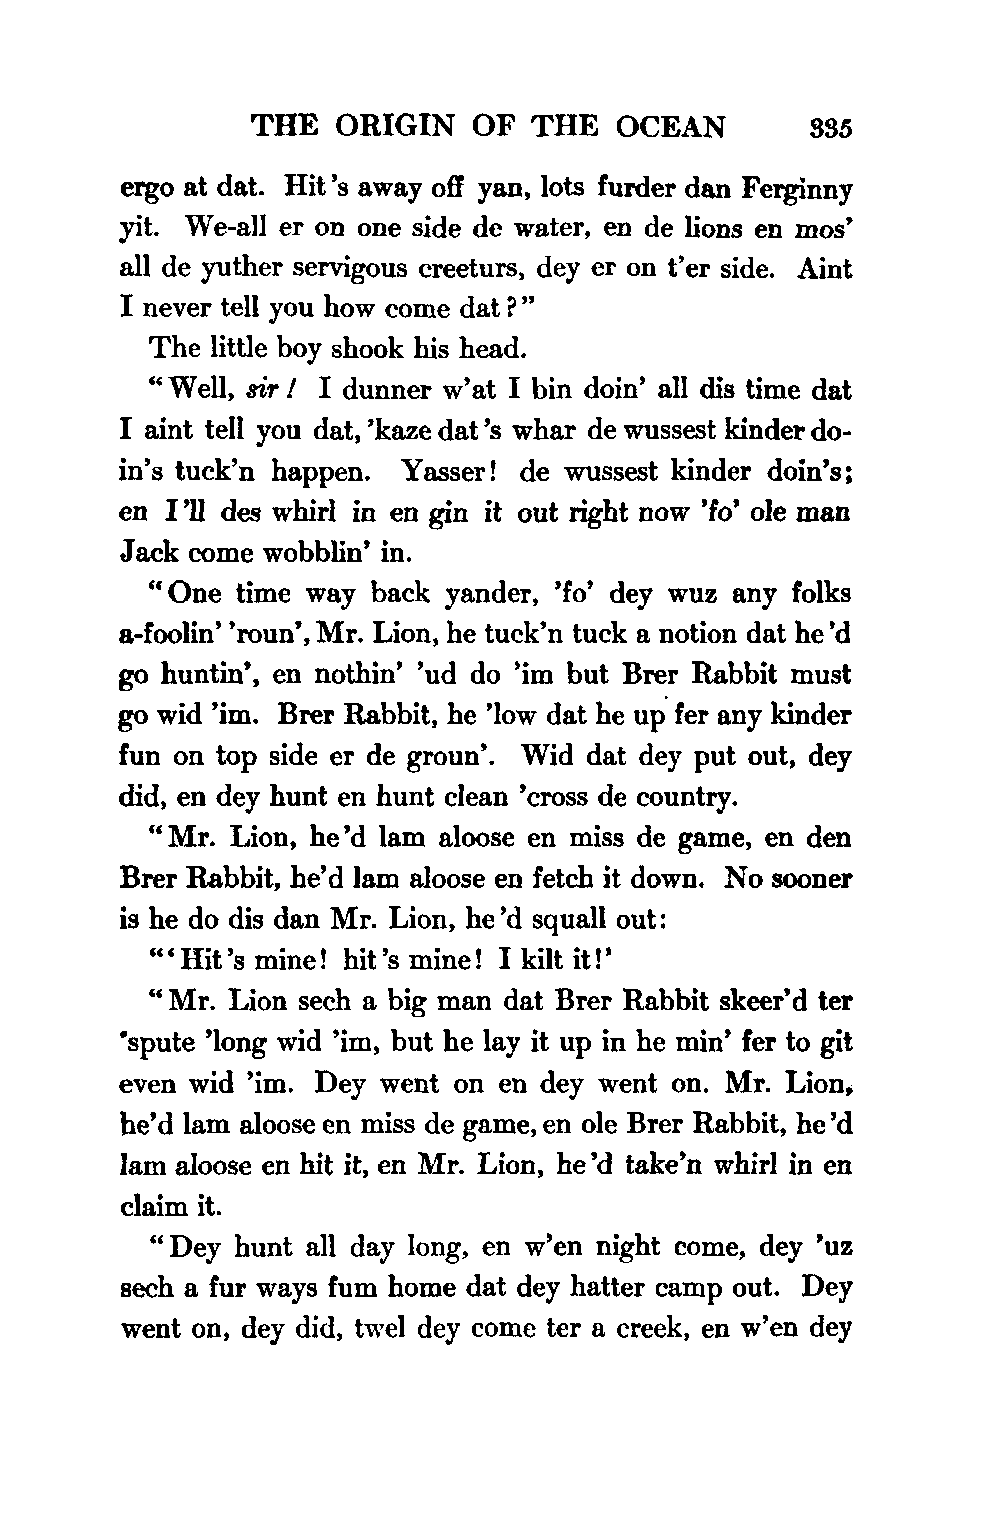 THE ORIGIN OF THE OCEAN 335
ergo at dat. Hit's away off yan, lots furder dan Ferginny
yit. We-all er on one side de water, en de lions en mos'
all de yuther servigous creeturs, dey er on t'er side. Aint
I never tell you how come dat?"
The little boy shook his head.
"Well, sir! I dunner w'at I bin doin' all dis time dat
I aint tell you dat, 'kaze dat's whar de wussest kinder do-
in's tuck'n happen. Yasser! de wussest kinder doin's;
en I'll des whirl in en gin it out right now 'fo' ole man
Jack come wobblin' in.
"One time way back yander, 'fo' dey wuz any folks
a-foolin' 'roun', Mr. Lion, he tuck'n tuck a notion dat he'd
go huntin', en nothin' 'ud do 'im but Brer Rabbit must
go wid 'im. Brer Rabbit, he 'low dat he up fer any kinder
fun on top side er de groun'. Wid dat dey put out, dey
did, en dey hunt en hunt clean 'cross de country.
"Mr. Lion, he'd lam aloose en miss de game, en den
Brer Rabbit, he'd lam aloose en fetch it down. No sooner
is he do dis dan Mr. Lion, he'd squall out:
"'Hit's mine! hit's mine! I kilt it!'
"Mr. Lion sech a big man dat Brer Rabbit skeer'd ter
'spute 'long wid 'im, but he lay it up in he min' fer to git
even wid 'im. Dey went on en dey went on. Mr. Lion,
he'd lam aloose en miss de game, en ole Brer Rabbit, he'd
lam aloose en hit it, en Mr. Lion, he'd take'n whirl in en
claim it.
"Dey hunt all day long, en w'en night come, dey 'uz
sech a fur ways fum home dat dey hatter camp out. Dey
went on, dey did, twel dey come ter a creek, en w'en dey